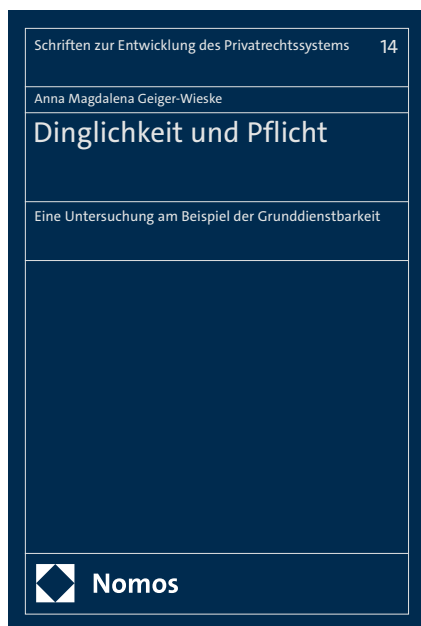 Schriften zur Entwicklung des Privatrechtssystems 14
Anna Magdalena Geiger-Wieske
Dinglichkeit und Pflicht
Eine Untersuchung am Beispiel der Grunddienstbarkeit
Nomos